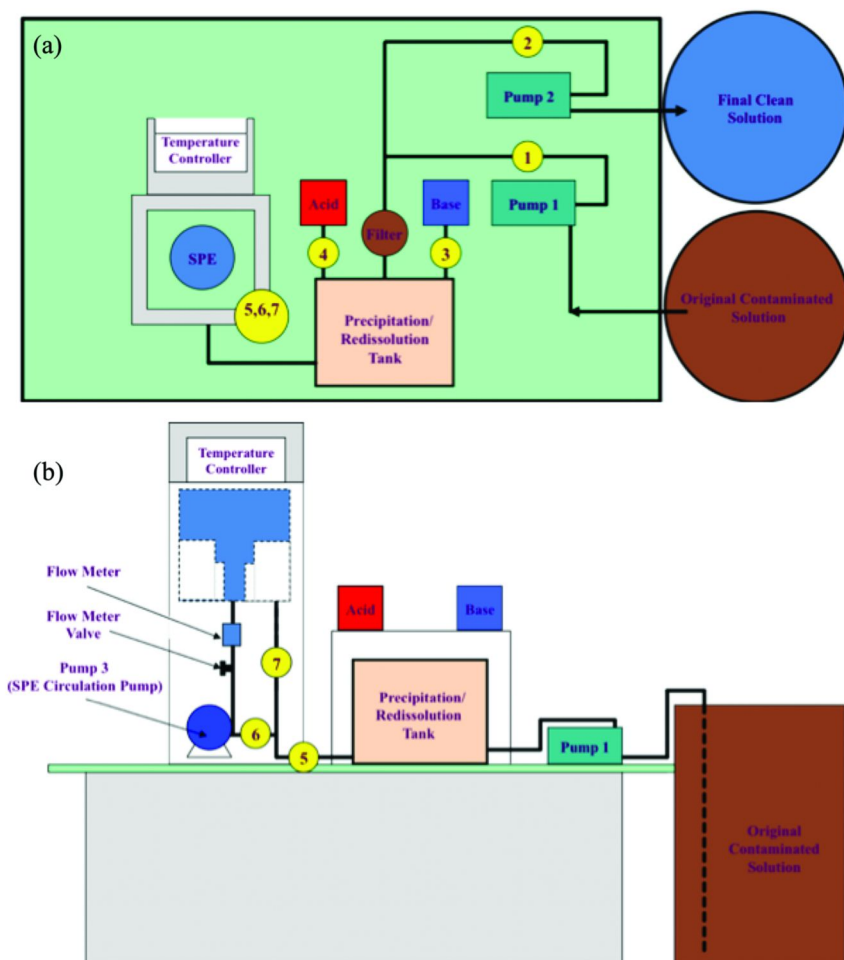 (a)
2
Pump 2
Final Clean
Solution
Temperature
Controller
1
Acid
Base
Pump 1
Filter
SPE
4
3
5,6,7
Precipitation/
Redissolution
Tank
Original Contaminated
Solution
(b)
Temperature
Controller
Flow Meter
Flow Meter
Valve
Pump 3
(SPE Circulation Pump)
Acid
Base
7
Precipitation/
Redissolution
Tank
6
5
Pump 1
Original
Contaminated
Solution